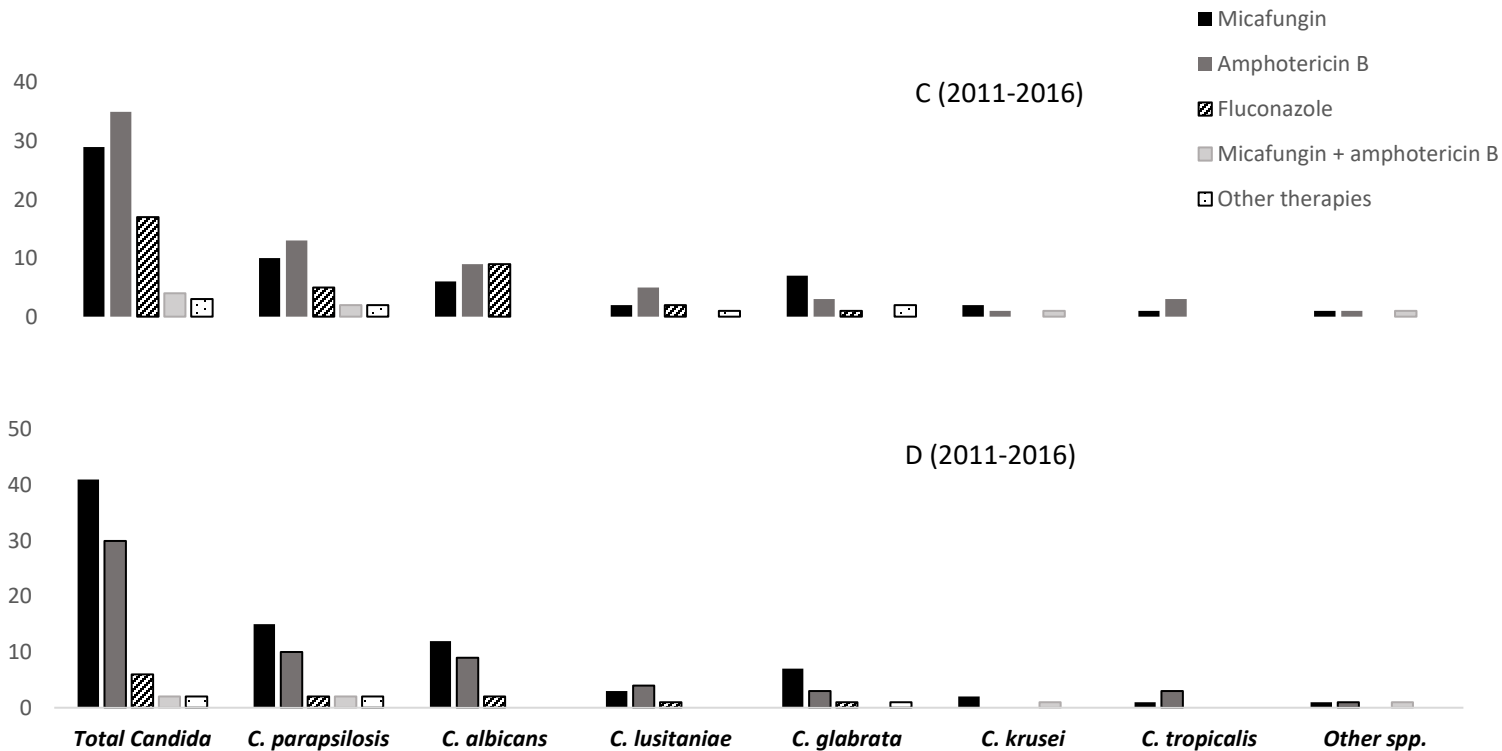 Micafungin
Amphotericin B
Fluconazole
Micafungin + amphotericin B
Other therapies
C (2011-2016)
40
30
20
10
0
D (2011-2016)
50
40
30
20
10
0
Total Candida C. parapsilosis C. albicans C. lusitaniae C. glabrata C. krusei C. tropicalis Other spp.